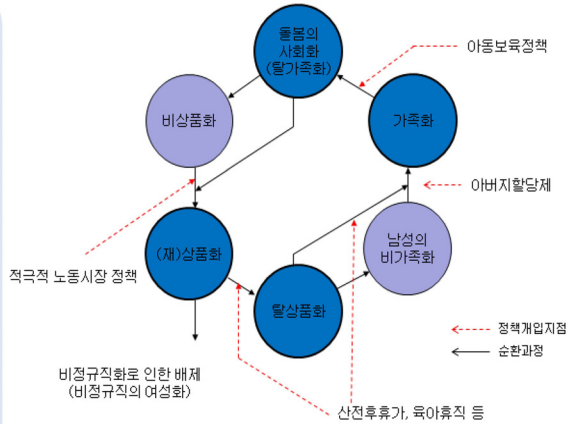 돌봄의
사회화
(탈가족화)
아동보육정책
비상품화
가족화
아버지할당제
(재)상품화
남성의
비가족화
적극적 노동시장 정책
탈상품화
정책개입지점
순환과정
비정규직화로 인한 배제
(비정규직의 여성화)
산전후휴가, 육아휴직 등